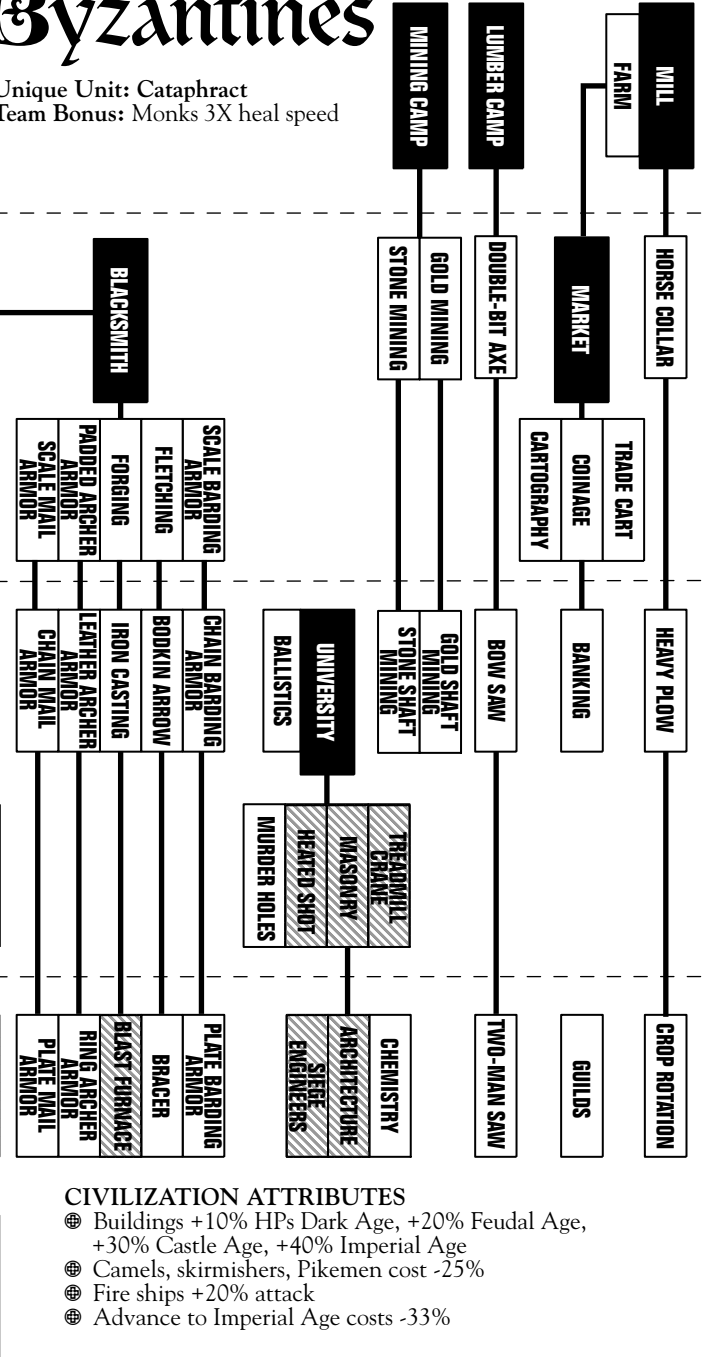 Byzantines
Unique Unit: Cataphract
Team Bonus: Monks 3X heal speed
MINING CAMP
LUMBER CAMP
FARM
MILL
BLACKSMITH
STONE MINING
GOLD MINING
DOUBLE-BIT AXE
MARKET
HORSE COLLAR
SCALE MAIL
ARMOR
PADDED ARCHER
ARMOR
FORGING
FLETCHING
SCALE BARDING
ARMOR
CARTOGRAPHY
COINAGE
TRADE CART
CHAIN MAIL
ARMOR
LEATHER ARCHER
ARMOR
IRON CASTING
BODKIN ARROW
CHAIN BARDING
ARMOR
BALLISTICS
UNIVERSITY
STONE SHAFT
MINING
GOLD SHAFT
MINING
BOW SAW
BANKING
HEAVY PLOW
MURDER HOLES
HEATED SHOT
MASONRY
TREADMILL
CRANE
PLATE MAIL
ARMOR
RING ARCHER
ARMOR
BLAST FURNACE
BRACER
PLATE BARDING
ARMOR
SIEGE
ENGINEERS
ARCHITECTURE
CHEMISTRY
TWO-MAN SAW
GUILDS
CROP ROTATION
CIVILIZATION ATTRIBUTES
Buildings +10% HPs Dark Age, +20% Feudal Age,
+30% Castle Age, +40% Imperial Age
Camels, skirmishers, Pikemen cost -25%
Fire ships +20% attack
Advance to Imperial Age costs -33%